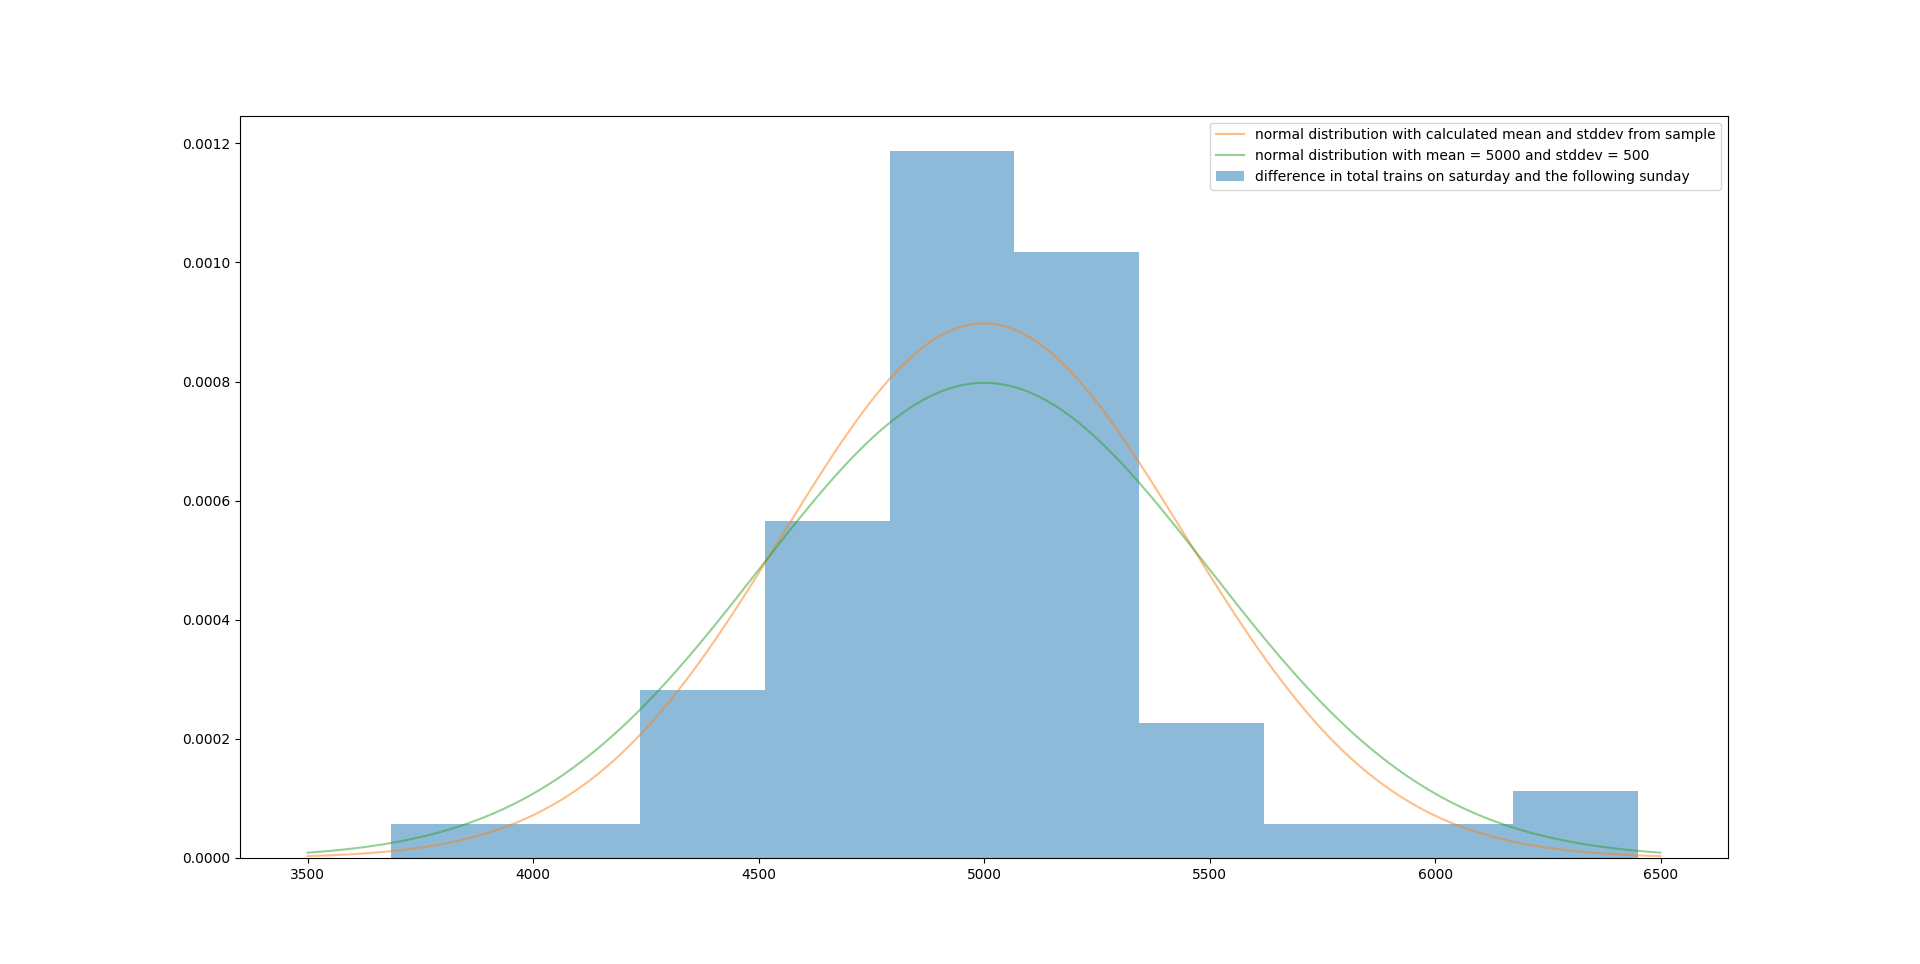 normal distribution with calculated mean and stddev from sample
normal distribution with mean = 5000 and stddev = 500
difference in total trains on saturday and the following sunday
0.0012
0.0010
0.0008
0.0006
0.0004
0.0002
0.0000
3500 4000 4500 5000 5500 6000 6500